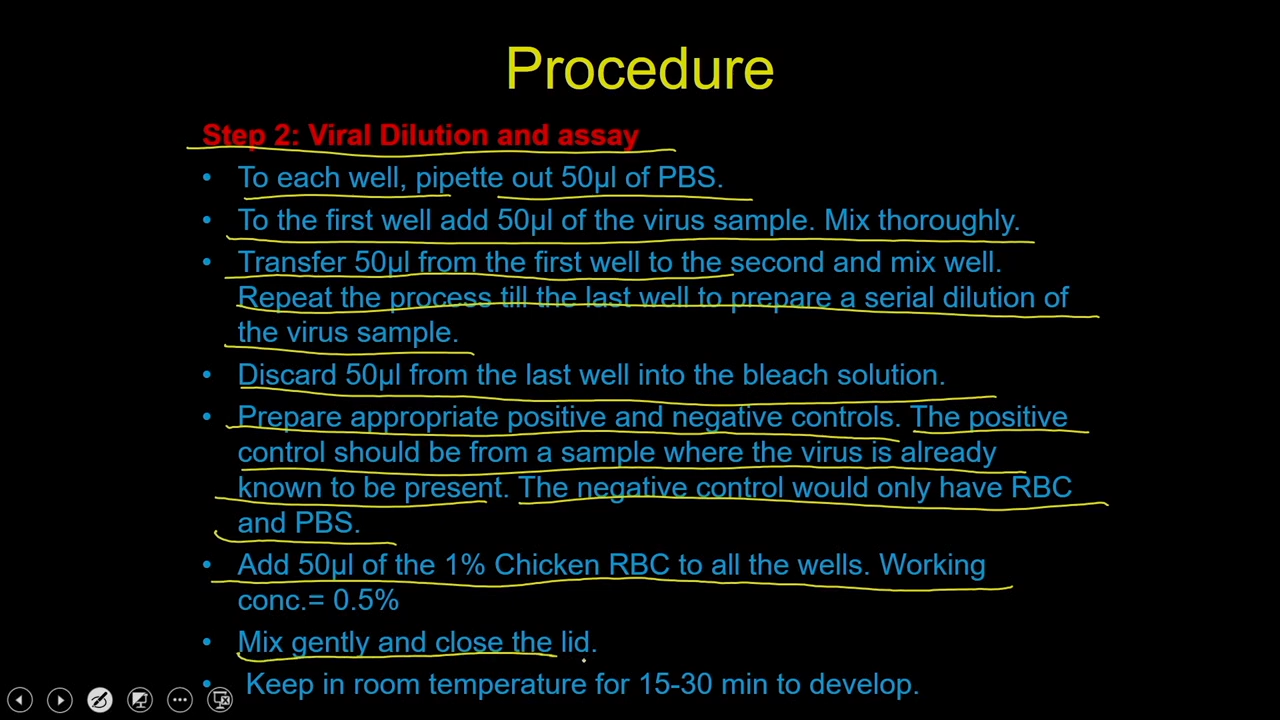 Procedure
Step 2: Viral Dilution and assay
• To each well, pipette out 50µl of PBS.
• To the first well add 50µl of the virus sample. Mix thoroughly.
• Transfer 50µl from the first well to the second and mix well.
Repeat the process till the last well to prepare a serial dilution of
the virus sample.
• Discard 50µl from the last well into the bleach solution.
• Prepare appropriate positive and negative controls. The positive
control should be from a sample where the virus is already
known to be present. The negative control would only have RBC
and PBS.
• Add 50µl of the 1% Chicken RBC to all the wells. Working
conc.= 0.5%
• Mix gently and close the lid.
• Keep in room temperature for 15-30 min to develop.